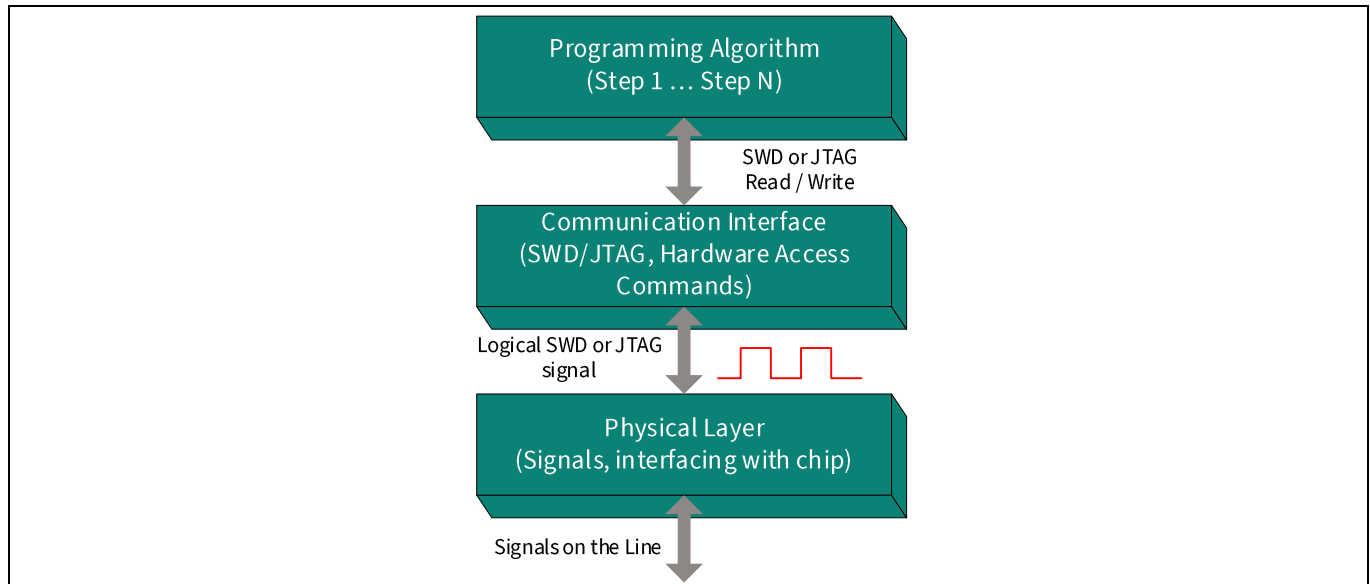 Programming Algorithm
(Step 1 … Step N)
SWD or JTAG
Read / Write
Communication Interface
(SWD/JTAG, Hardware Access
Commands)
Logical SWD or JTAG
signal
Physical Layer
(Signals, interfacing with chip)
Signals on the Line